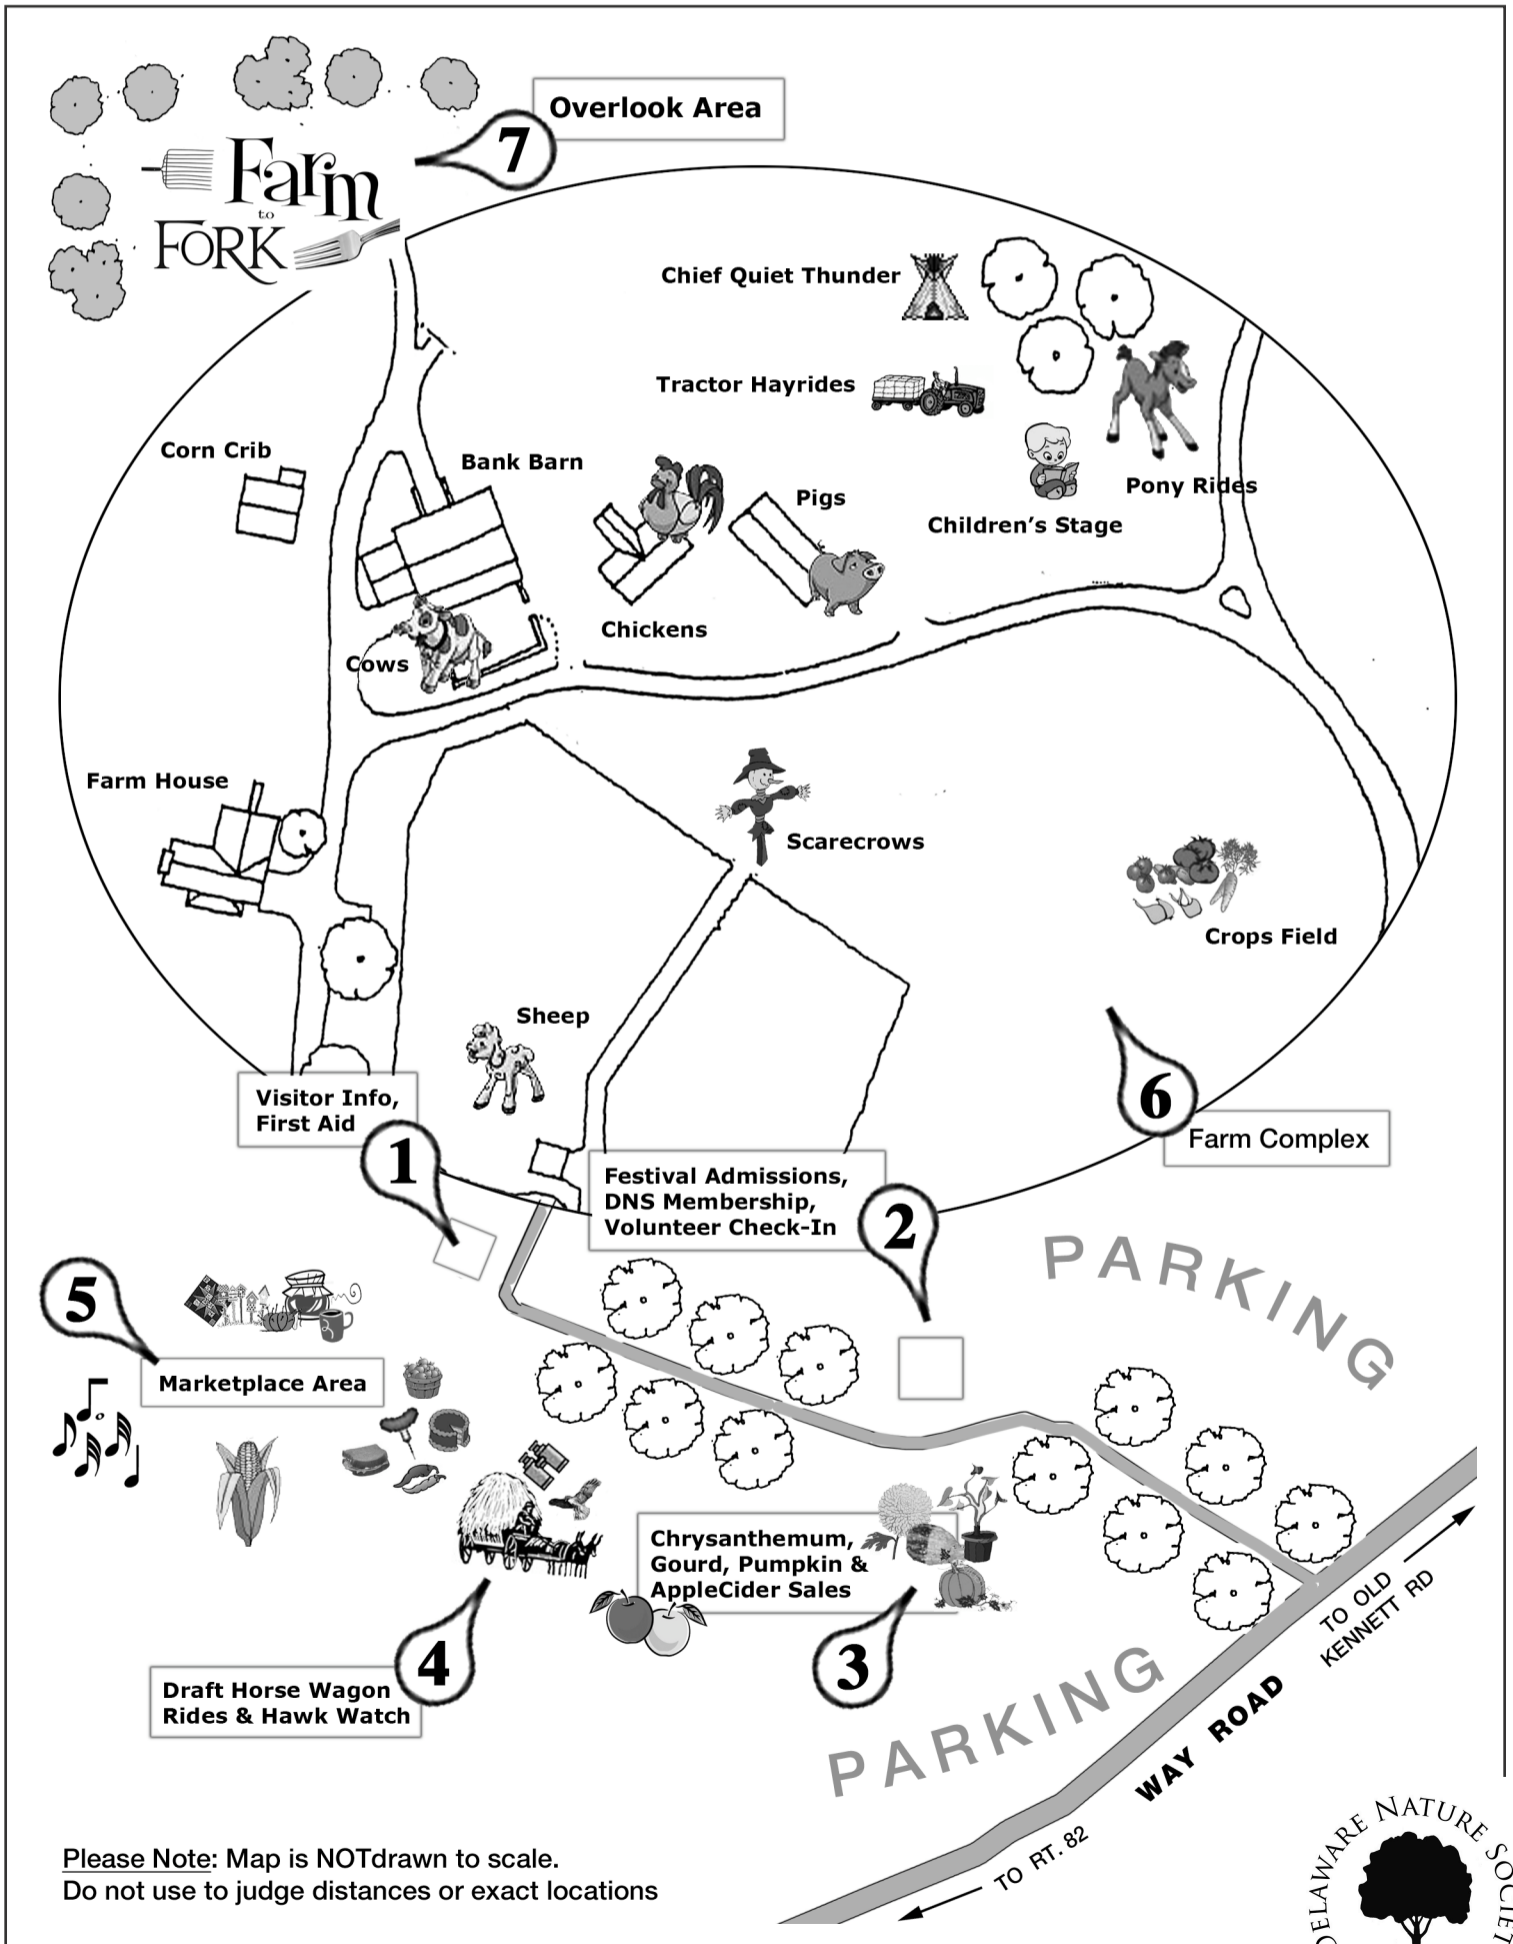 Overlook Area
7
Farm
to
FORK
Chief Quiet Thunder
Tractor Hayrides
Corn Crib
Bank Barn
Pigs
Pony Rides
Children's Stage
Chickens
Cows
Farm House
Scarecrows
Crops Field
Sheep
Visitor Info,
First Aid
1
6
Farm Complex
Festival Admissions,
DNS Membership,
Volunteer Check-In
2
PARKING
5
Marketplace Area
Chrysanthemum,
Gourd, Pumpkin &
AppleCider Sales
3
4
Draft Horse Wagon
Rides & Hawk Watch
PARKING
TO OLD
KENNETT RD
WAY ROAD
TO RT. 82
Please Note: Map is NOTdrawn to scale.
Do not use to judge distances or exact locations
DELAWARE NATURE SOCIET